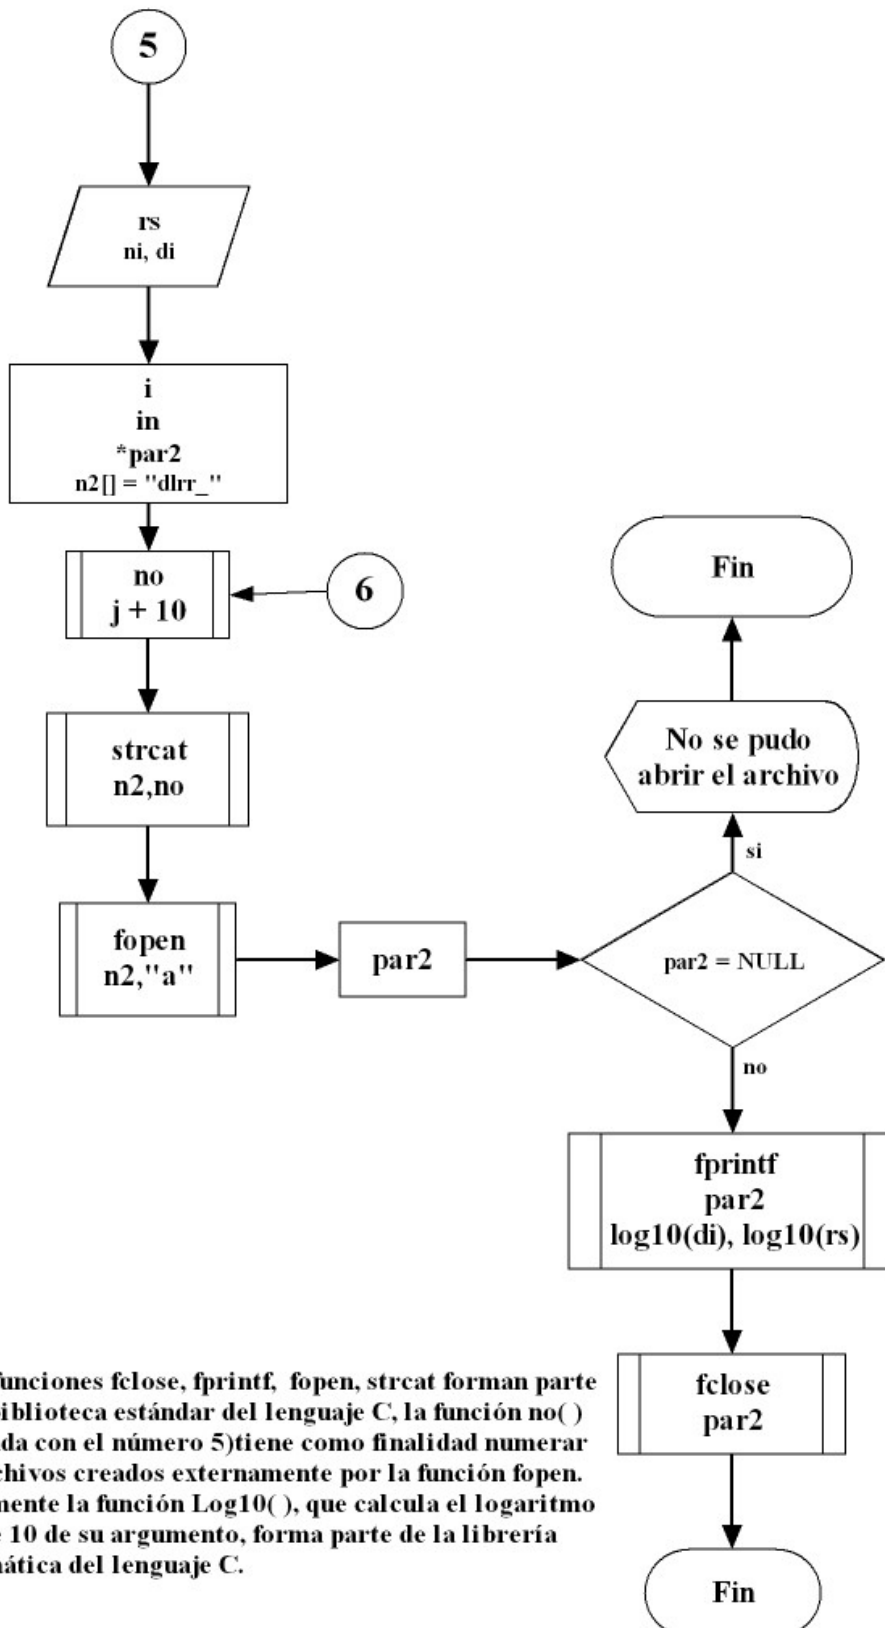 5
rs
ni, di
i
in
*par2
n2[] = "dlrr_"
no
j + 10
6
strcat
n2,no
fopen
n2,"a"
par2
par2 = NULL
si
No se pudo
abrir el archivo
Fin
no
fprintf
par2
log10(di), log10(rs)
fclose
par2
Fin
funciones fclose, fprintf, fopen, strcat forman parte
biblioteca estándar del lenguaje C, la función no( )
da con el número 5)tiene como finalidad numerar
chivos creados externamente por la función fopen.
mente la función Log10( ), que calcula el logaritmo
e 10 de su argumento, forma parte de la librería
nática del lenguaje C.